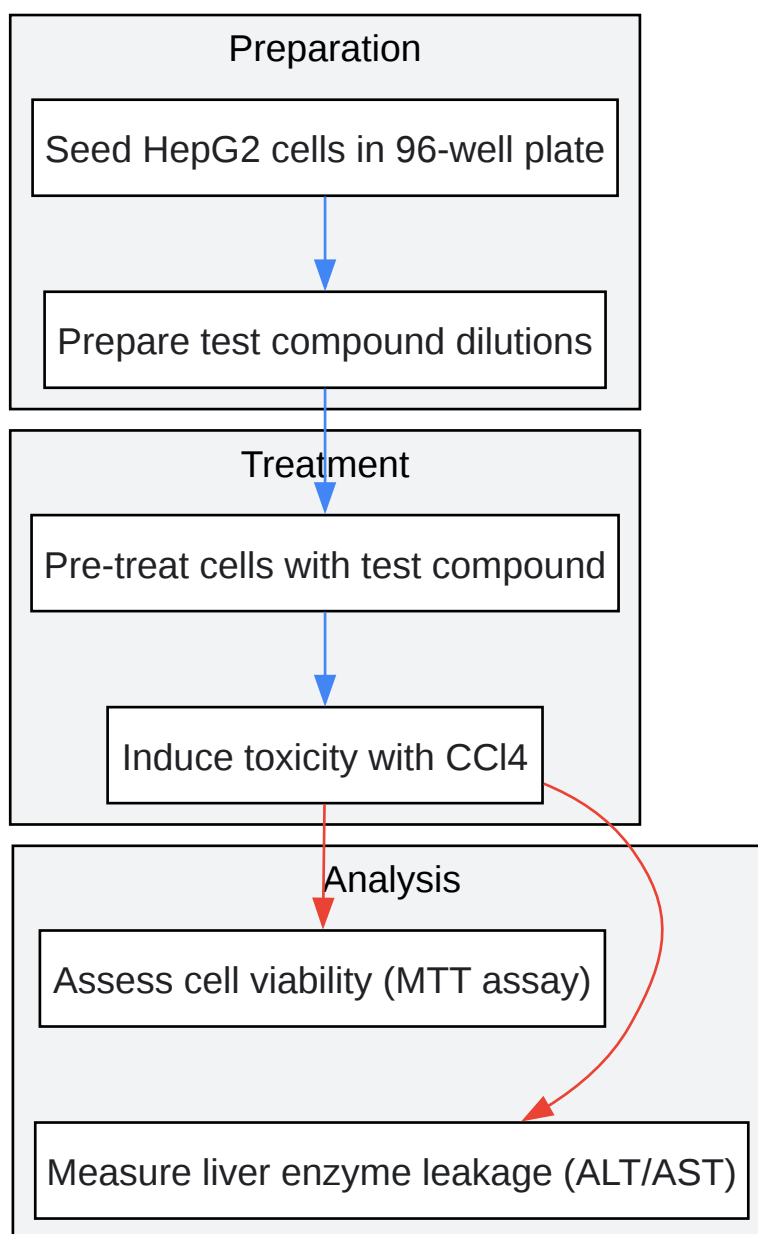 Preparation
Seed HepG2 cells in 96-well plate
Prepare test compound dilutions
Treatment
Pre-treat cells with test compound
Induce toxicity with CCl4
Analysis
Assess cell viability (MTT assay)
Measure liver enzyme leakage (ALT/AST)